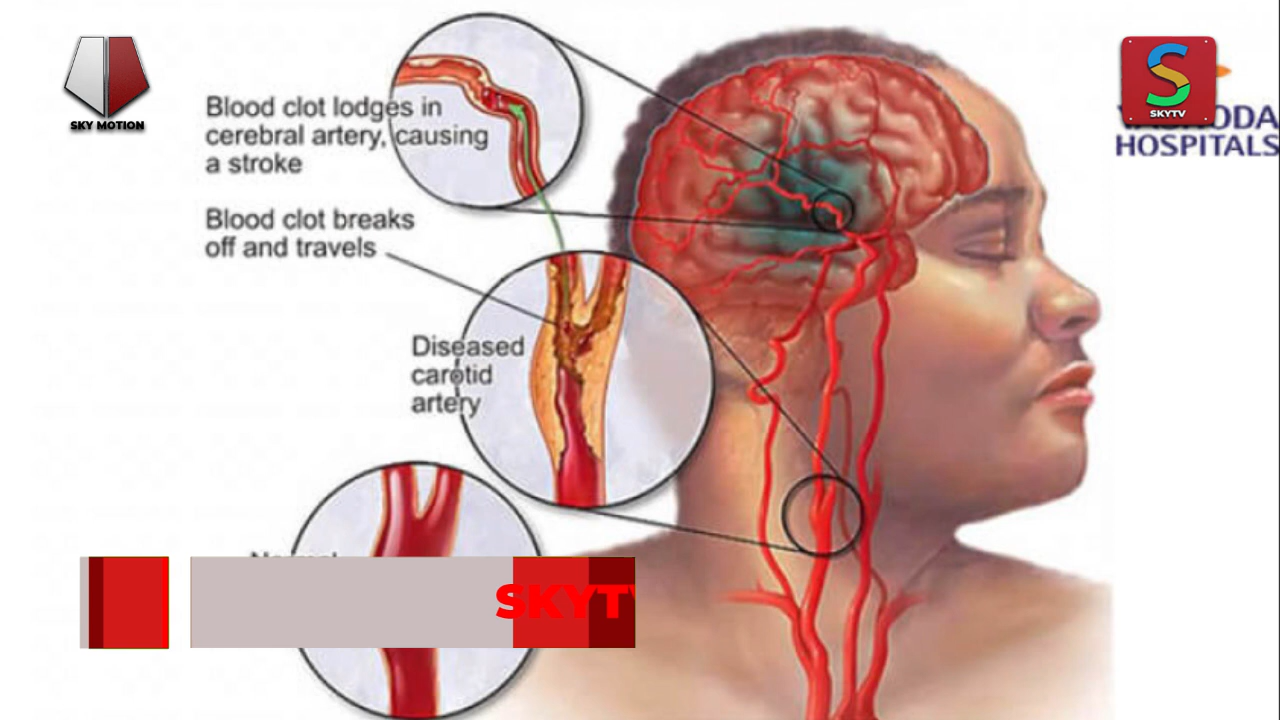 SKY MOTION
SKYTV
HOSPITALS
Blood clot lodges in
cerebral artery, causing
a stroke
Blood clot breaks
off and travels
Diseased
carotid
artery
SKYT